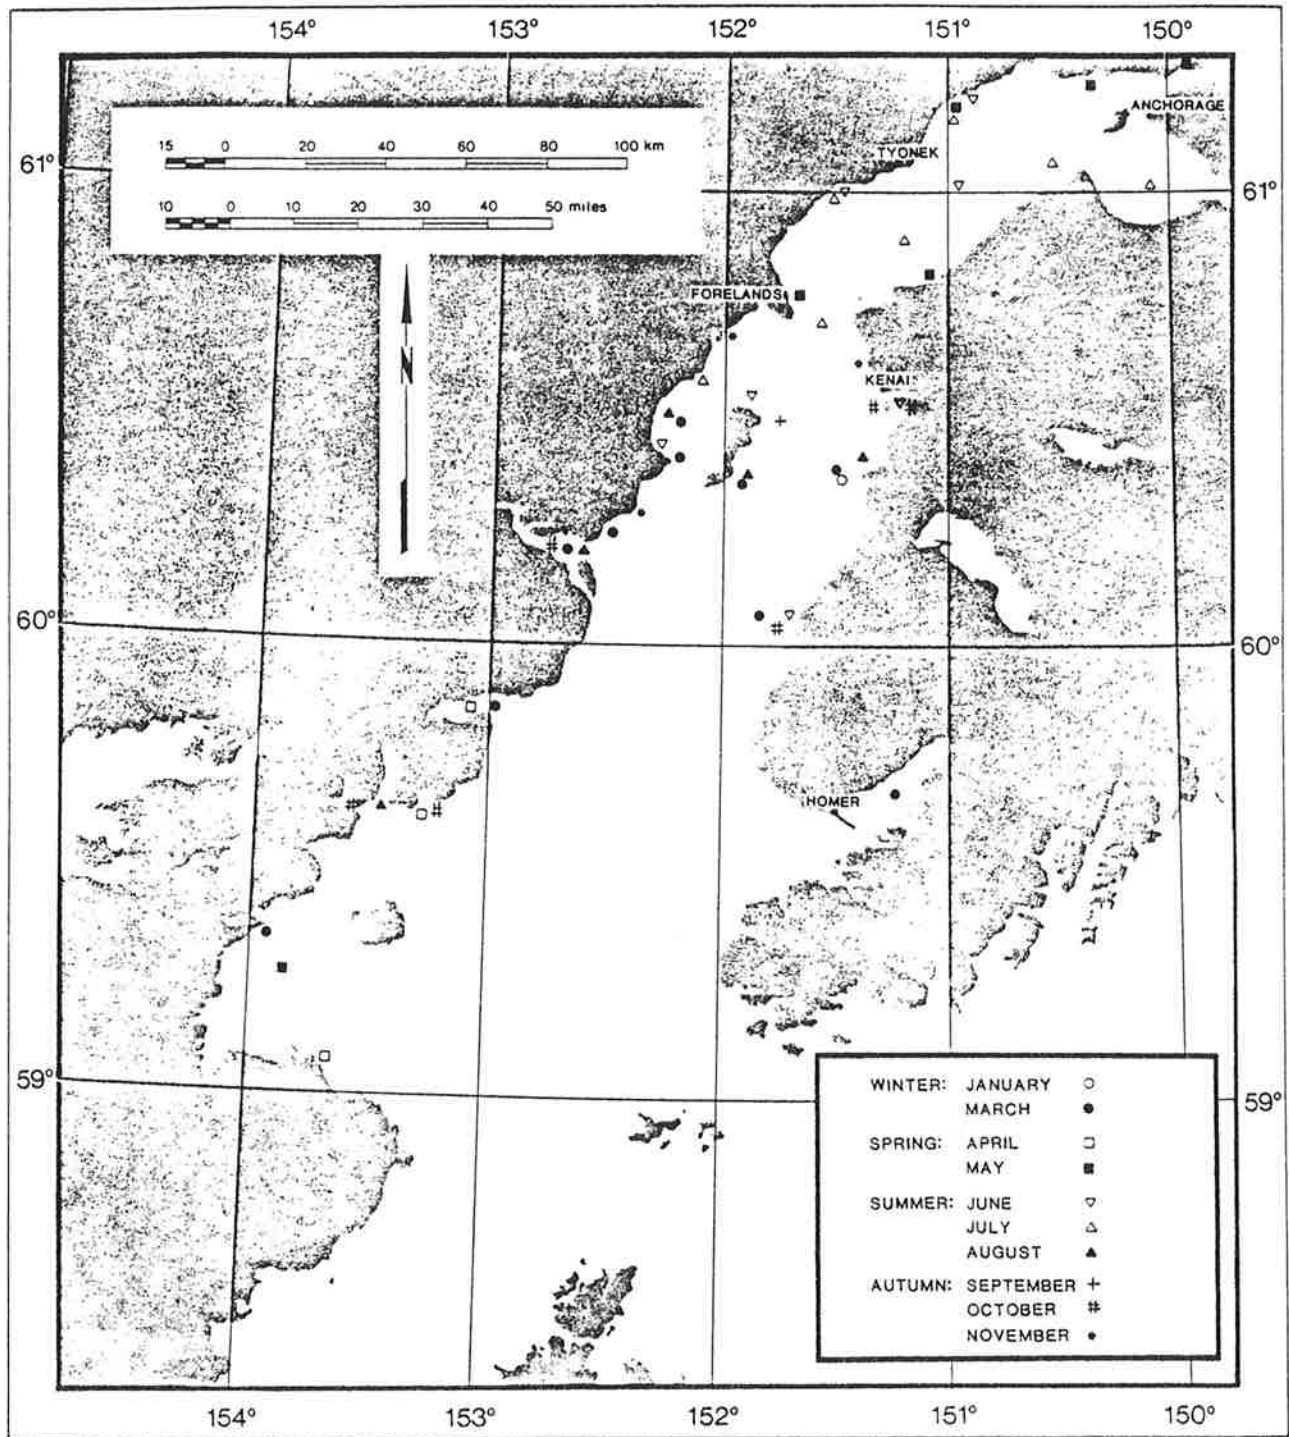 154° 153° 152° 151° 150°
ANCHORAGE
15 0 20 40 60 80 100 km
TYONEK
61° 61°
10 0 10 20 30 40 50 miles
FORELANDS
N
KENAI
60° 60°
HOMER
59° 59°
WINTER: JANUARY ○
MARCH ●
SPRING: APRIL □
MAY ■
SUMMER: JUNE ▽
JULY △
AUGUST ▲
AUTUMN: SEPTEMBER +
OCTOBER #
NOVEMBER •
154° 153° 152° 151° 150°